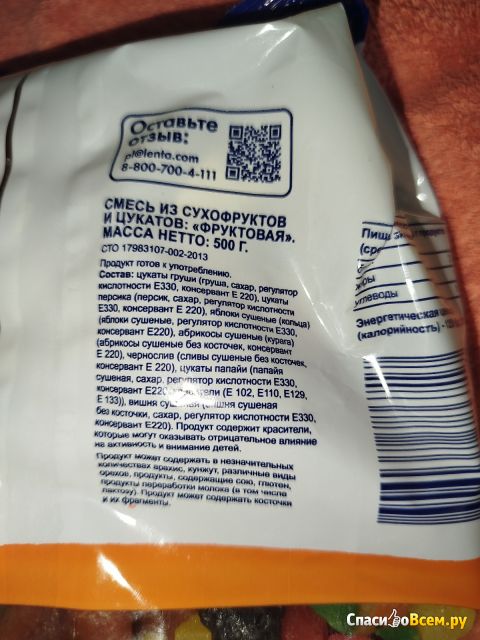 Оставьте
отзыв:
pl@lenta.com
8-800-700-4-111
СМЕСЬ ИЗ СУХОФРУКТОВ
И ЦУКАТОВ: «ФРУКТОВАЯ».
МАССА НЕТТО: 500 Г.
СТО 17983107-002-2013
Продукт готов к употреблению.
Состав: цукаты груши (груша, сахар, регулятор
кислотности Е330, консервант Е 220), цукаты
персика (персик, сахар, регулятор кислотности
Е330, консервант Е 220), яблоки сушеные (кольца)
(яблоки сушеные, регулятор кислотности Е330,
консервант Е220), абрикосы сушеные (курага)
(абрикосы сушеные без косточек, консервант
Е 220), чернослив (сливы сушеные без косточек,
консервант Е 220), цукаты папайи (папайя
сушеная, сахар, регулятор кислотности Е330,
консервант Е220, (Е 102, Е110, Е129,
Е 133)), вишня сушеная (вишня сушеная
без косточки, сахар, регулятор кислотности Е330,
консервант Е220). Продукт содержит красители,
которые могут оказывать отрицательное влияние
на активность и внимание детей.
Продукт может содержать в незначительных
количествах арахис, кунжут, различные виды
орехов, продукты, содержащие сою, глютен,
продукты переработки молока (в том числе
лактозу). Продукт может содержать косточки
и их фрагменты.
Пищ
(ср
углеводы
Энергетическая
(калорийность) -
СпасибоВсем.ру